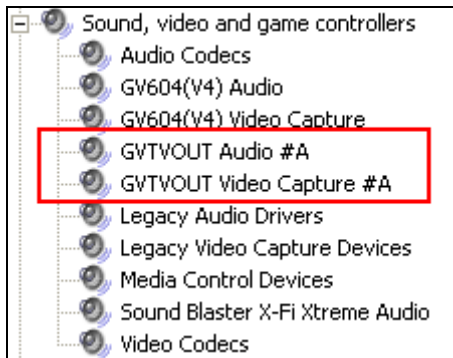 Sound, video and game controllers
Audio Codecs
GV604(V4) Audio
GV604(V4) Video Capture
GVTVOUT Audio #A
GVTVOUT Video Capture #A
Legacy Audio Drivers
Legacy Video Capture Devices
Media Control Devices
Sound Blaster X-Fi Xtreme Audio
Video Codecs